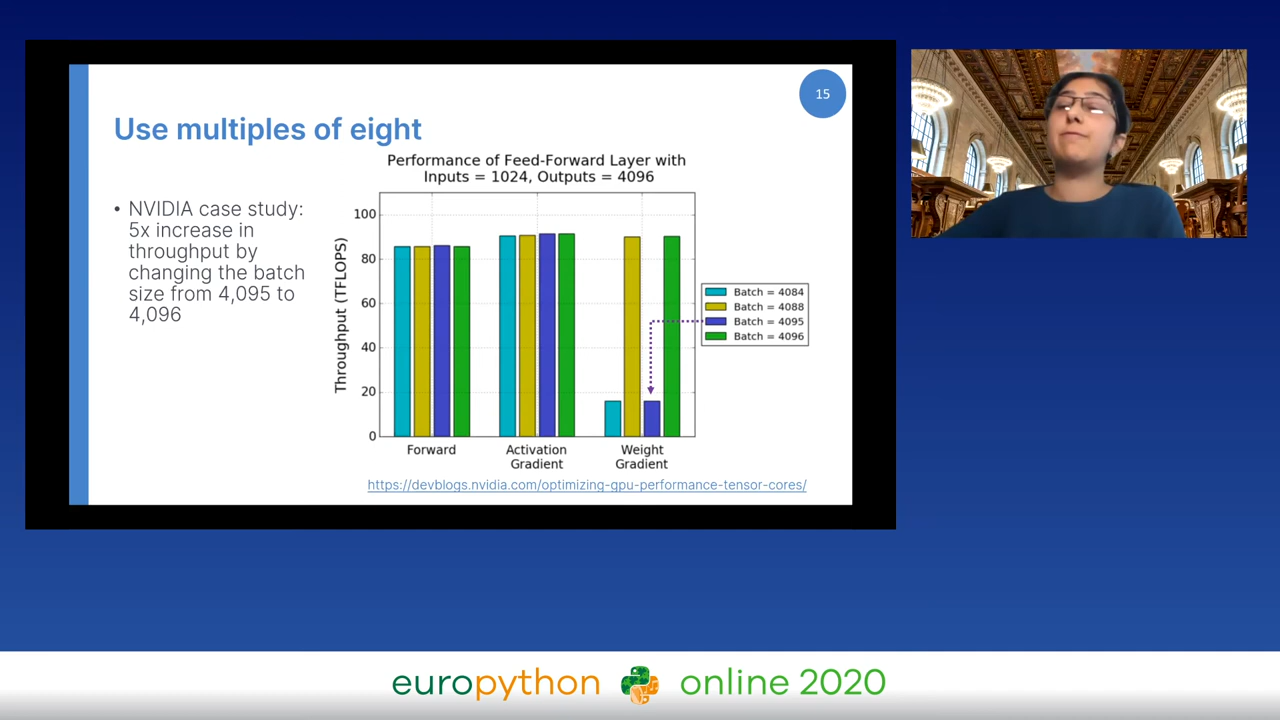 15
Use multiples of eight
• NVIDIA case study:
5x increase in
throughput by
changing the batch
size from 4,095 to
4,096
Performance of Feed-Forward Layer with
Inputs = 1024, Outputs = 4096
Throughput (TFLOPS)
100
80
60
40
20
0
Forward
Activation
Gradient
Weight
Gradient
Batch = 4084
Batch = 4088
Batch = 4095
Batch = 4096
https://devblogs.nvidia.com/optimizing-gpu-performance-tensor-cores/
europython online 2020